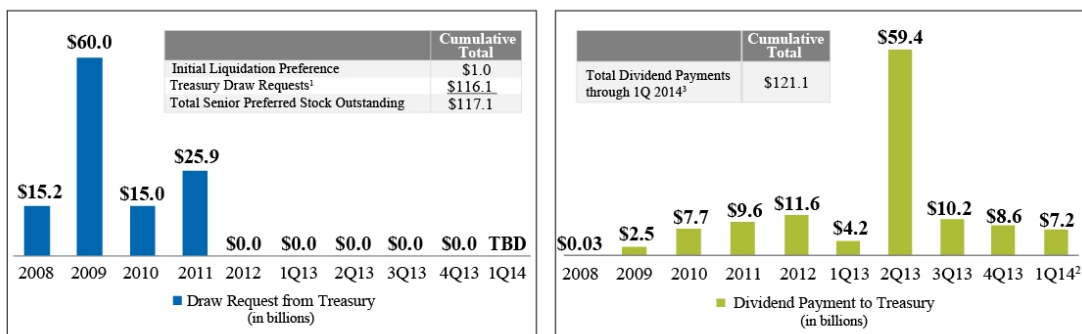 $60.0
Cumulative
Total
Initial Liquidation Preference $1.0
Treasury Draw Requests¹ $116.1
Total Senior Preferred Stock Outstanding $117.1
$25.9
$15.2 $15.0
$0.0 $0.0 $0.0 $0.0 $0.0 TBD
2008 2009 2010 2011 2012 1Q13 2Q13 3Q13 4Q13 1Q14
Draw Request from Treasury
(in billions)
$59.4
Cumulative
Total
Total Dividend Payments
through 1Q 2014³ $121.1
$0.03 $2.5 $7.7 $9.6 $11.6 $4.2 $10.2 $8.6 $7.2
2008 2009 2010 2011 2012 1Q13 2Q13 3Q13 4Q13 1Q14²
Dividend Payment to Treasury
(in billions)